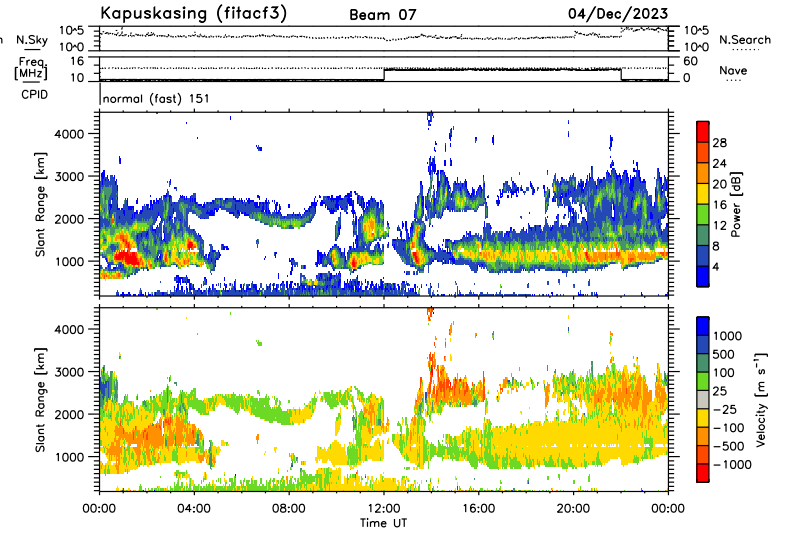 Kapuskasing (fitacf3) Beam 07 04/Dec/2023
N.Sky 10^5 10^0 10^5 10^0 N.Search
Freq. [MHz] 16 10 60 0 Nave
CPID normal (fast) 151
Slant Range [km]
4000
3000
2000
1000
28
24
20
16
12
8
4
Power [dB]
Slant Range [km]
4000
3000
2000
1000
1000
500
100
25
-25
-100
-500
-1000
Velocity [m s⁻¹]
00:00 04:00 08:00 12:00 16:00 20:00 00:00
Time UT